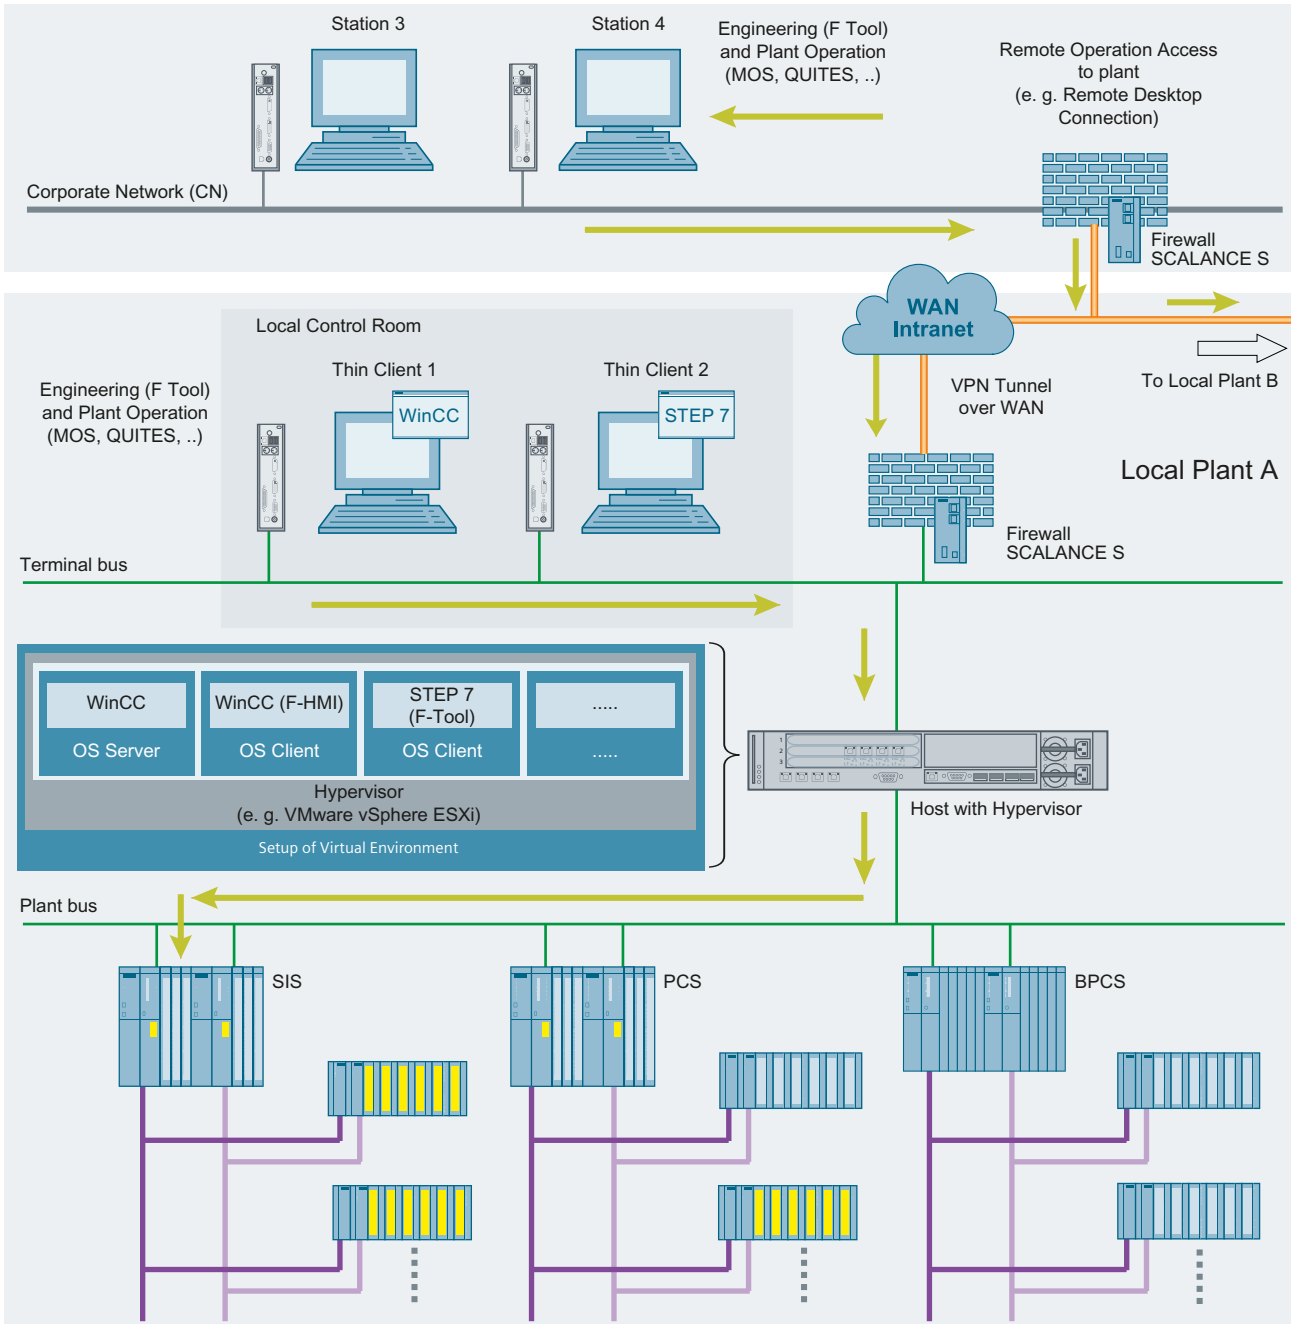 Station 3
Station 4
Engineering (F Tool)
and Plant Operation
(MOS, QUITES, ..)
Remote Operation Access
to plant
(e. g. Remote Desktop
Connection)
Corporate Network (CN)
Firewall
SCALANCE S
WAN
Intranet
Local Control Room
Thin Client 1
Thin Client 2
VPN Tunnel
over WAN
To Local Plant B
Engineering (F Tool)
and Plant Operation
(MOS, QUITES, ..)
WinCC
STEP 7
Local Plant A
Firewall
SCALANCE S
Terminal bus
WinCC
OS Server
WinCC (F-HMI)
OS Client
STEP 7
(F-Tool)
OS Client
.....
.....
Hypervisor
(e. g. VMware vSphere ESXi)
Setup of Virtual Environment
1
2
3
Host with Hypervisor
Plant bus
SIS
PCS
BPCS